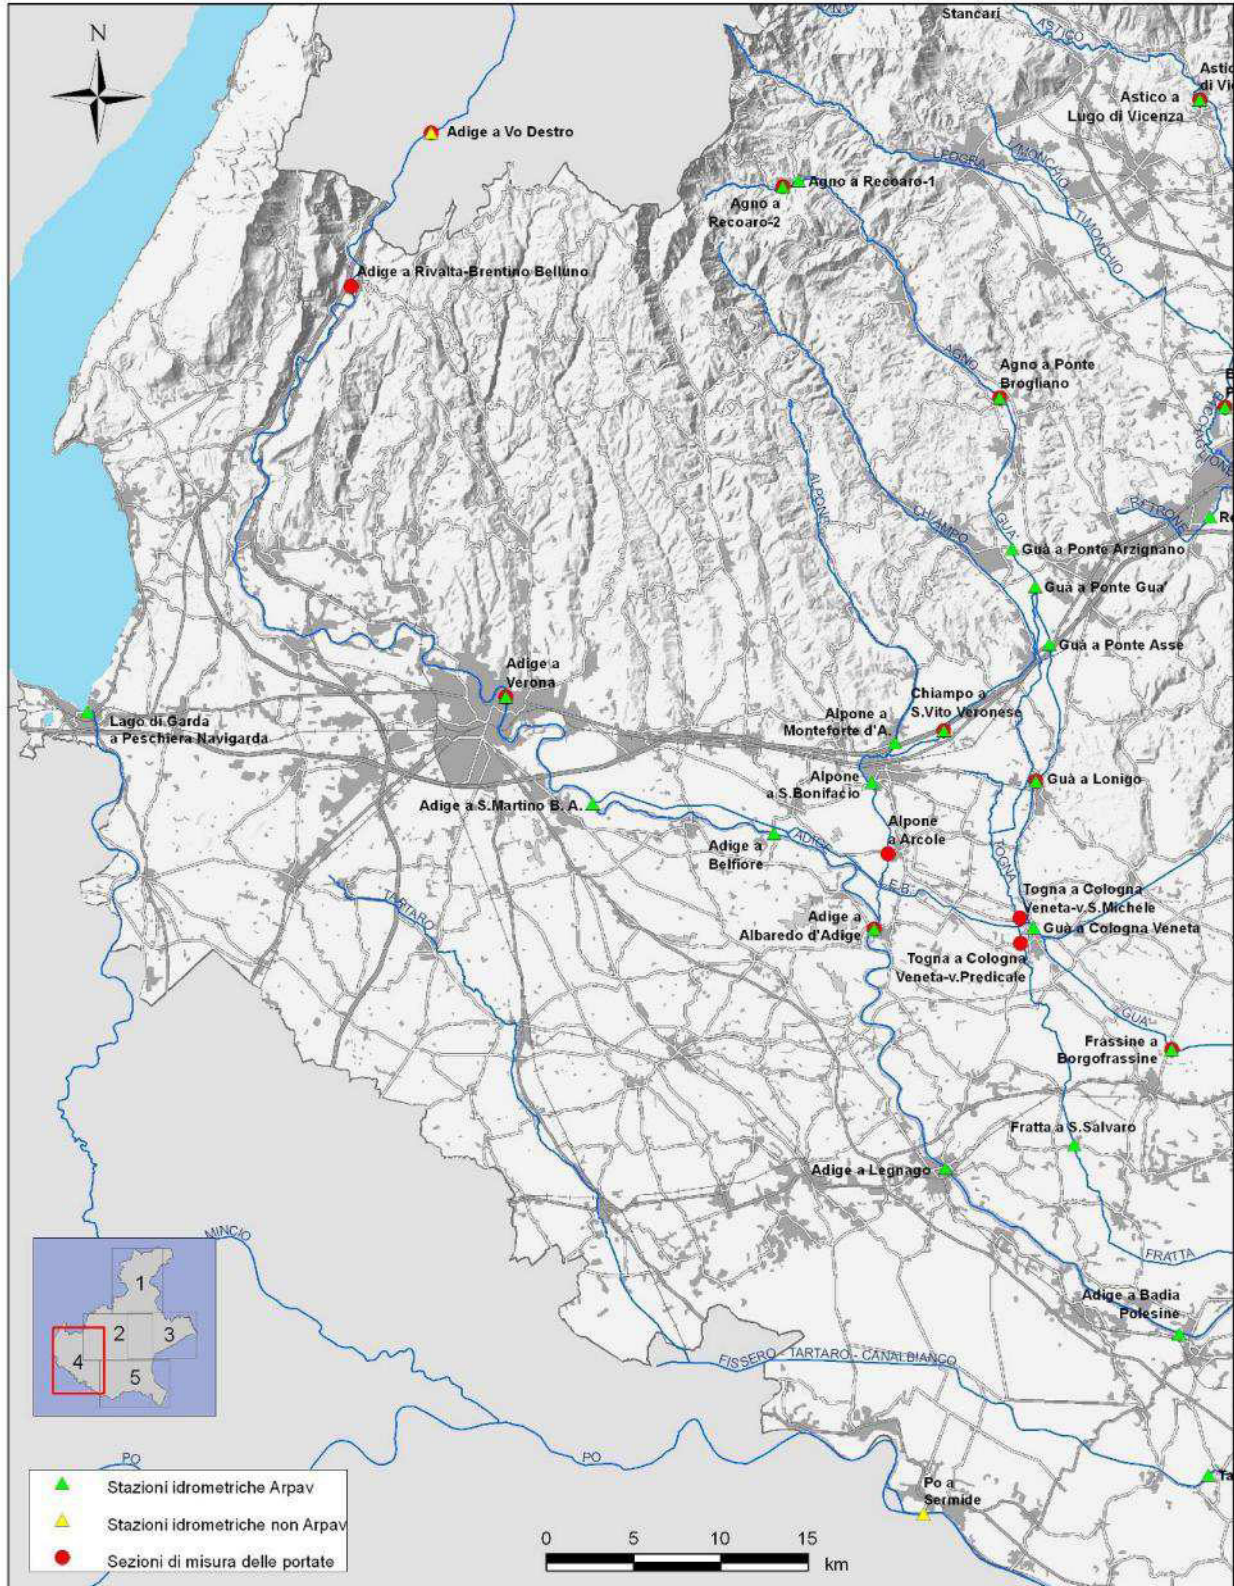 Stancari
ASTICO
N
Astico a
Lugo di Vicenza
Adige a Vo Destro
LEOGRA
TIMONCHIO
TIMONCHIO
Agno a Recoaro-1
Agno a
Recoaro-2
Adige a Rivalta-Brentino Belluno
AGNO
Agno a Ponte
Brogliano
ALPONE
CHIAMPO
GUA'
RETRONE
Guà a Ponte Arzignano
Guà a Ponte Gua'
Guà a Ponte Asse
Adige a
Verona
Chiampo a
S.Vito Veronese
Lago di Garda
a Peschiera Navigarda
Alpone a
Monteforte d'A.
Alpone
a S.Bonifacio
Guà a Lonigo
Adige a S.Martino B. A.
Adige a
Belfiore
ADIGE
Alpone
a Arcole
TOGNA
L.E.B.
TARTARO
Togna a Cologna
Veneta-v.S.Michele
Adige a
Albaredo d'Adige
Guà a Cologna Veneta
Togna a Cologna
Veneta-v.Predicale
GUA'
Frassine a
Borgofrassine
Fratta a S.Salvaro
Adige a Legnago
MINCIO
FRATTA
1
2
3
4
5
Adige a Badia
Polesine
FISSERO - TARTARO - CANALBIANCO
PO
PO
Po a
Sermide
Stazioni idrometriche Arpav
Stazioni idrometriche non Arpav
Sezioni di misura delle portate
0 5 10 15
km